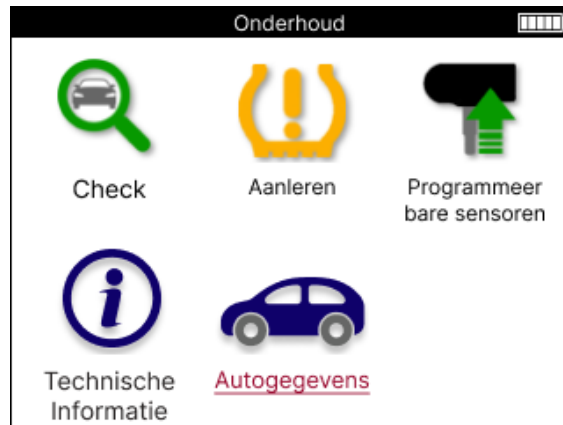 Onderhoud
Check
Aanleren
Programmeer
bare sensoren
Technische
Informatie
Autogegevens